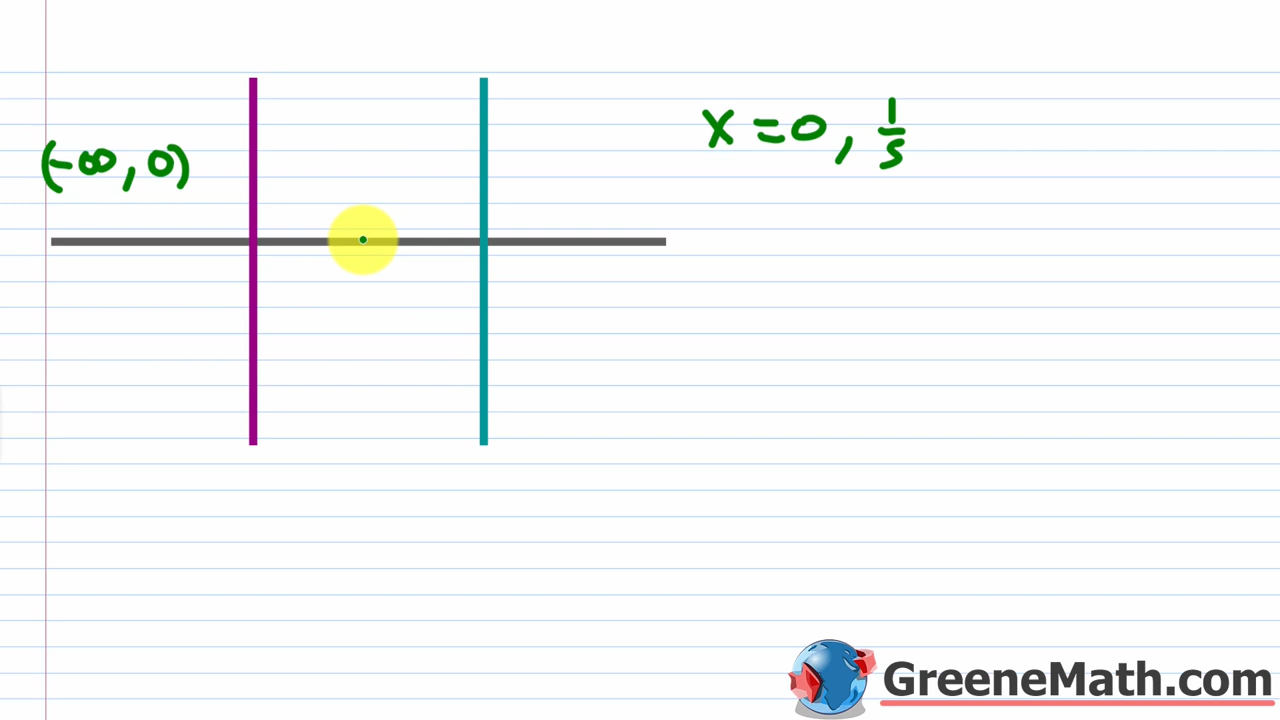 x = 0, 1/5
(-∞, 0)
GreeneMath.com